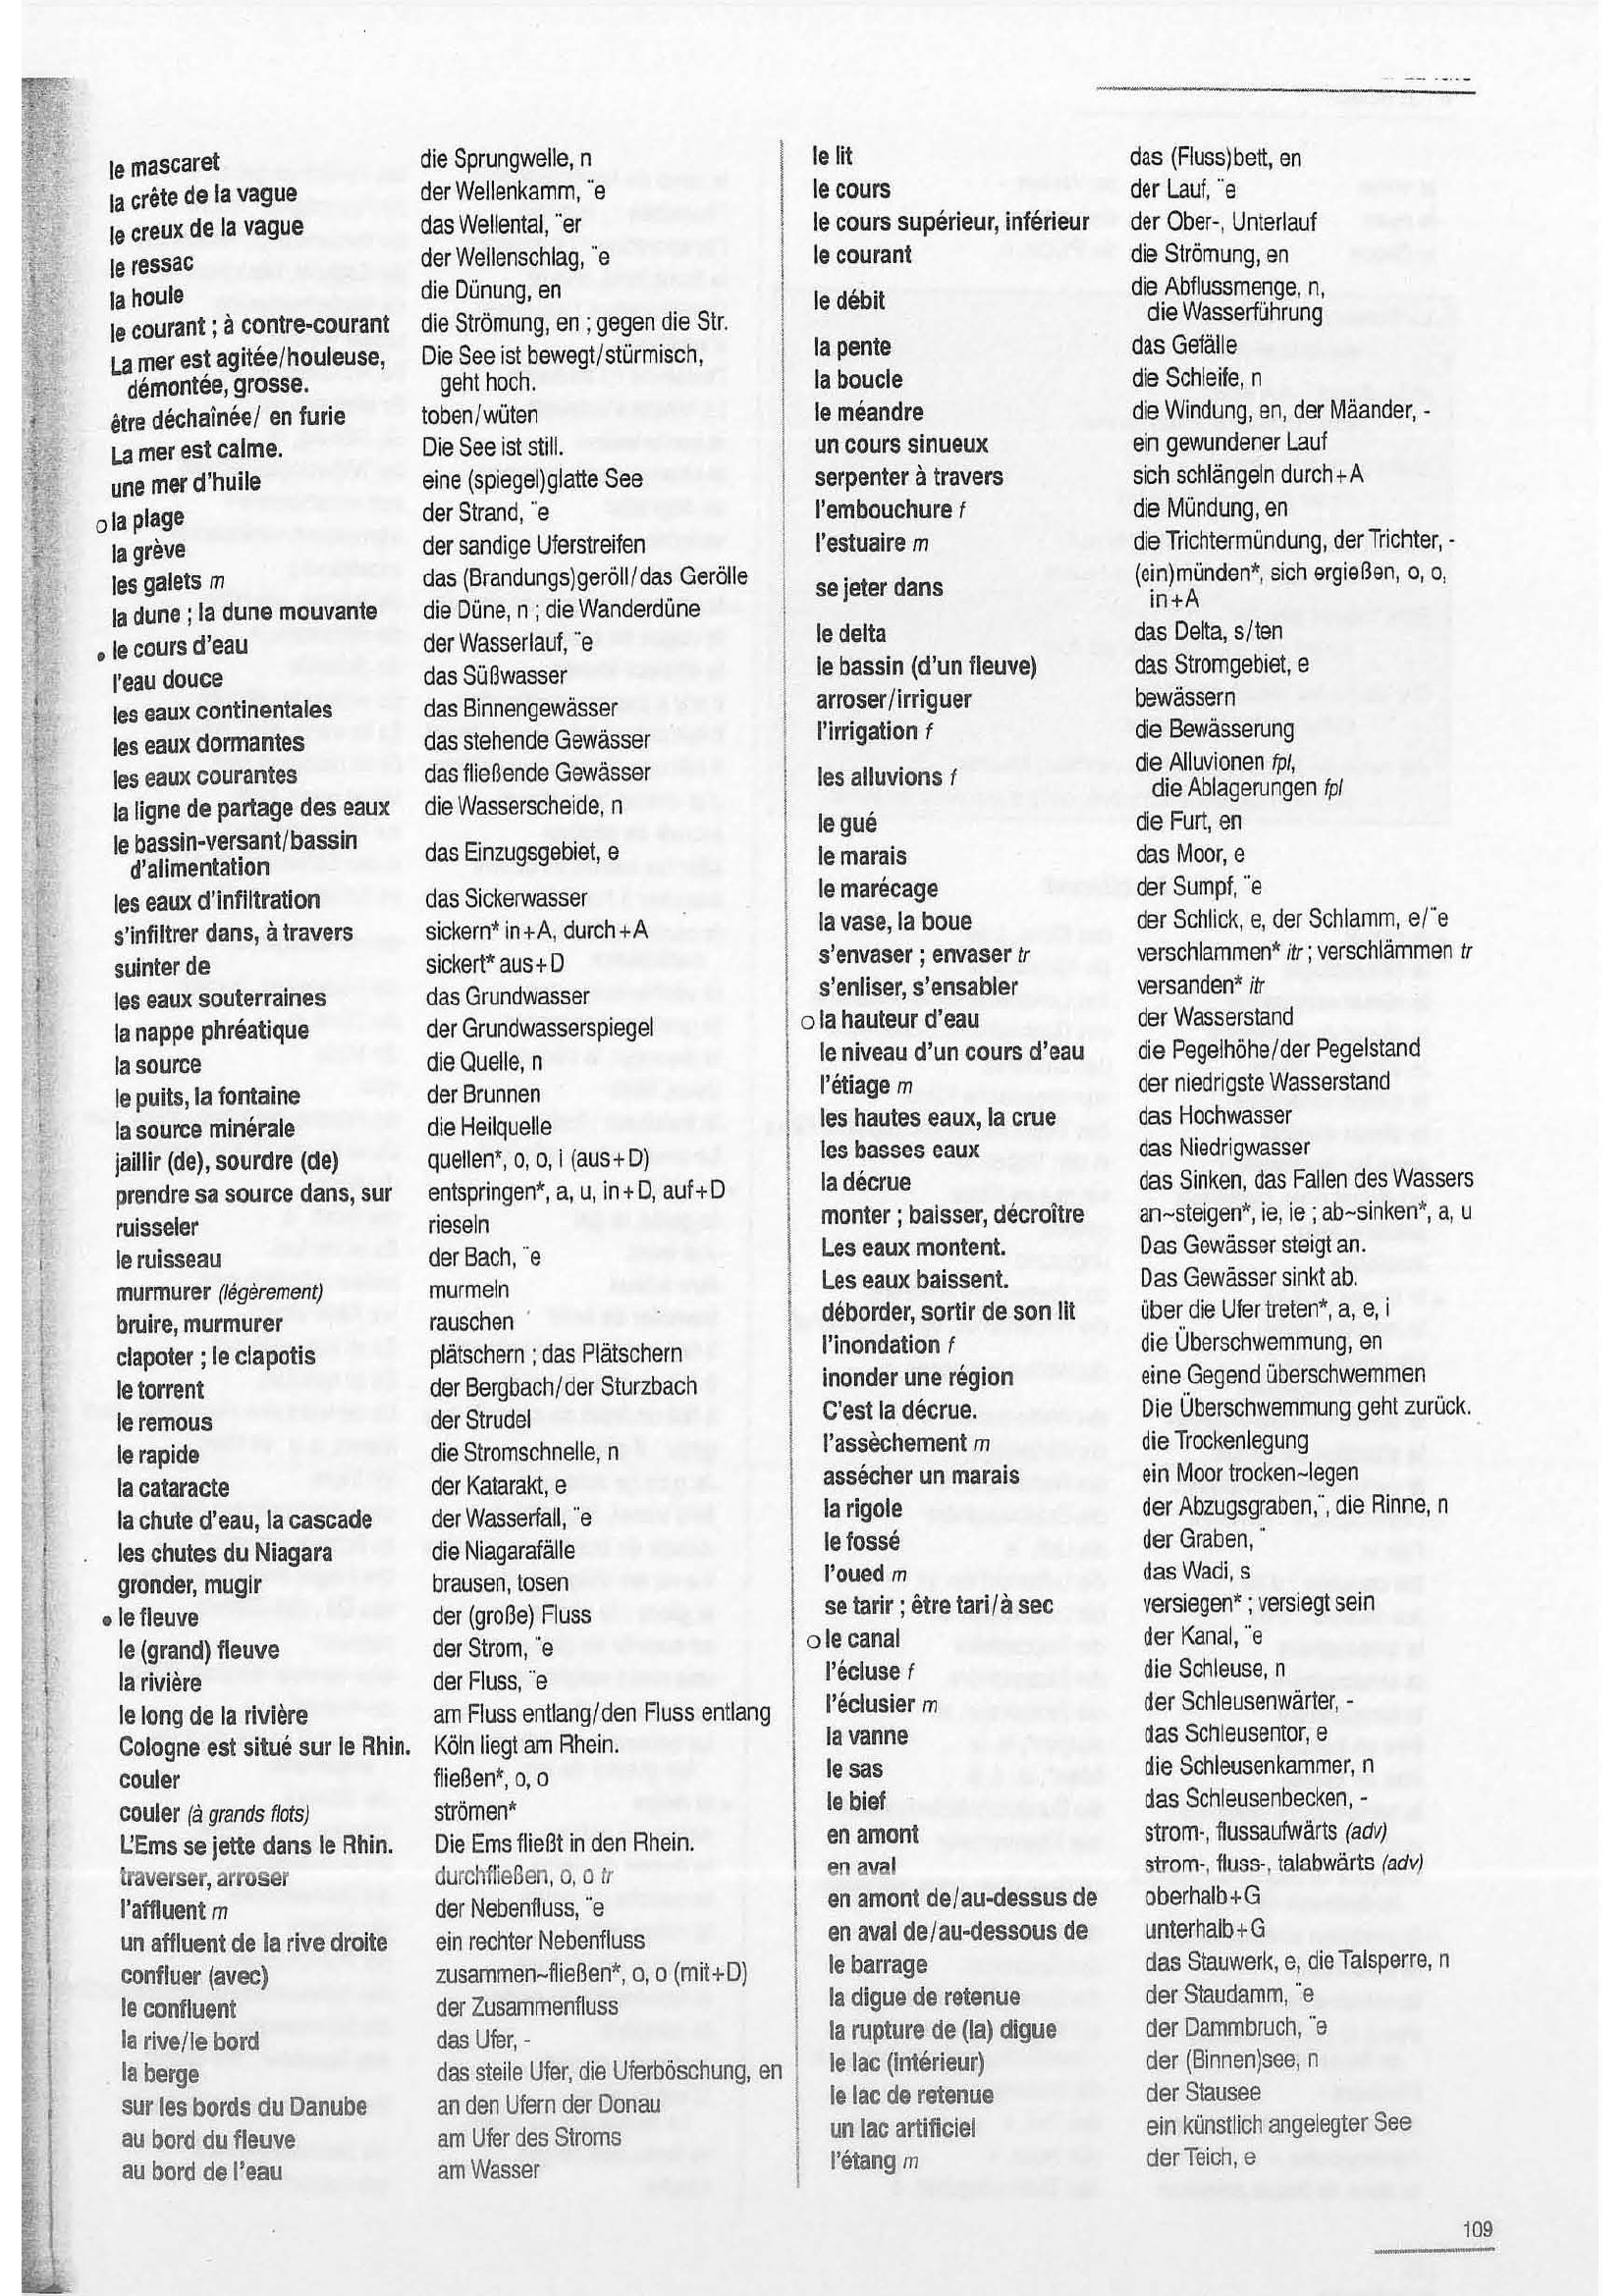 le mascaret die Sprungwelle, n
la crête de la vague der Wellenkamm, ¨e
le creux de la vague das Wellental, ¨er
le ressac der Wellenschlag, ¨e
la houle die Dünung, en
le courant ; à contre-courant die Strömung, en ; gegen die Str.
La mer est agitée/houleuse, Die See ist bewegt/stürmisch,
démontée, grosse. geht hoch.
être déchaînée/ en furie toben/wüten
La mer est calme. Die See ist still.
une mer d'huile eine (spiegel)glatte See
o la plage der Strand, ¨e
la grève der sandige Uferstreifen
les galets m das (Brandungs)geröll/das Gerölle
la dune ; la dune mouvante die Düne, n ; die Wanderdüne
• le cours d'eau der Wasserlauf, ¨e
l'eau douce das Süßwasser
les eaux continentales das Binnengewässer
les eaux dormantes das stehende Gewässer
les eaux courantes das fließende Gewässer
la ligne de partage des eaux die Wasserscheide, n
le bassin-versant/bassin
d'alimentation das Einzugsgebiet, e
les eaux d'infiltration das Sickerwasser
s'infiltrer dans, à travers sickern* in+A, durch+A
suinter de sickert* aus+D
les eaux souterraines das Grundwasser
la nappe phréatique der Grundwasserspiegel
la source die Quelle, n
le puits, la fontaine der Brunnen
la source minérale die Heilquelle
jaillir (de), sourdre (de) quellen*, o, o, i (aus+D)
prendre sa source dans, sur entspringen*, a, u, in+D, auf+D
ruisseler rieseln
le ruisseau der Bach, ¨e
murmurer (légèrement) murmeln
bruire, murmurer rauschen
clapoter ; le clapotis plätschern ; das Plätschern
le torrent der Bergbach/der Sturzbach
le remous der Strudel
le rapide die Stromschnelle, n
la cataracte der Katarakt, e
la chute d'eau, la cascade der Wasserfall, ¨e
les chutes du Niagara die Niagarafälle
gronder, mugir brausen, tosen
• le fleuve der (große) Fluss
le (grand) fleuve der Strom, ¨e
la rivière der Fluss, ¨e
le long de la rivière am Fluss entlang/den Fluss entlang
Cologne est situé sur le Rhin. Köln liegt am Rhein.
couler fließen*, o, o
couler (à grands flots) strömen*
L'Ems se jette dans le Rhin. Die Ems fließt in den Rhein.
traverser, arroser durchfließen, o, o tr
l'affluent m der Nebenfluss, ¨e
un affluent de la rive droite ein rechter Nebenfluss
confluer (avec) zusammen~fließen*, o, o (mit+D)
le confluent der Zusammenfluss
la rive/le bord das Ufer, -
la berge das steile Ufer, die Uferböschung, en
sur les bords du Danube an den Ufern der Donau
au bord du fleuve am Ufer des Stroms
au bord de l'eau am Wasser
le lit das (Fluss)bett, en
le cours der Lauf, ¨e
le cours supérieur, inférieur der Ober-, Unterlauf
le courant die Strömung, en
le débit die Abflussmenge, n,
die Wasserführung
la pente das Gefälle
la boucle die Schleife, n
le méandre die Windung, en, der Mäander, -
un cours sinueux ein gewundener Lauf
serpenter à travers sich schlängeln durch+A
l'embouchure f die Mündung, en
l'estuaire m die Trichtermündung, der Trichter, -
se jeter dans (ein)münden*, sich ergießen, o, o,
in+A
le delta das Delta, s/ten
le bassin (d'un fleuve) das Stromgebiet, e
arroser/irriguer bewässern
l'irrigation f die Bewässerung
les alluvions f die Alluvionen fpl,
die Ablagerungen fpl
le gué die Furt, en
le marais das Moor, e
le marécage der Sumpf, ¨e
la vase, la boue der Schlick, e, der Schlamm, e/¨e
s'envaser ; envaser tr verschlammen* itr ; verschlämmen tr
s'enliser, s'ensabler versanden* itr
o la hauteur d'eau der Wasserstand
le niveau d'un cours d'eau die Pegelhöhe/der Pegelstand
l'étiage m der niedrigste Wasserstand
les hautes eaux, la crue das Hochwasser
les basses eaux das Niedrigwasser
la décrue das Sinken, das Fallen des Wassers
monter ; baisser, décroître an~steigen*, ie, ie ; ab~sinken*, a, u
Les eaux montent. Das Gewässer steigt an.
Les eaux baissent. Das Gewässer sinkt ab.
déborder, sortir de son lit über die Ufer treten*, a, e, i
l'inondation f die Überschwemmung, en
inonder une région eine Gegend überschwemmen
C'est la décrue. Die Überschwemmung geht zurück.
l'assèchement m die Trockenlegung
assécher un marais ein Moor trocken~legen
la rigole der Abzugsgraben,¨, die Rinne, n
le fossé der Graben, ¨
l'oued m das Wadi, s
se tarir ; être tari/à sec versiegen* ; versiegt sein
o le canal der Kanal, ¨e
l'écluse f die Schleuse, n
l'éclusier m der Schleusenwärter, -
la vanne das Schleusentor, e
le sas die Schleusenkammer, n
le bief das Schleusenbecken, -
en amont strom-, flussaufwärts (adv)
en aval strom-, fluss-, talabwärts (adv)
en amont de/au-dessus de oberhalb+G
en aval de/au-dessous de unterhalb+G
le barrage das Stauwerk, e, die Talsperre, n
la digue de retenue der Staudamm, ¨e
la rupture de (la) digue der Dammbruch, ¨e
le lac (intérieur) der (Binnen)see, n
le lac de retenue der Stausee
un lac artificiel ein künstlich angelegter See
l'étang m der Teich, e
109